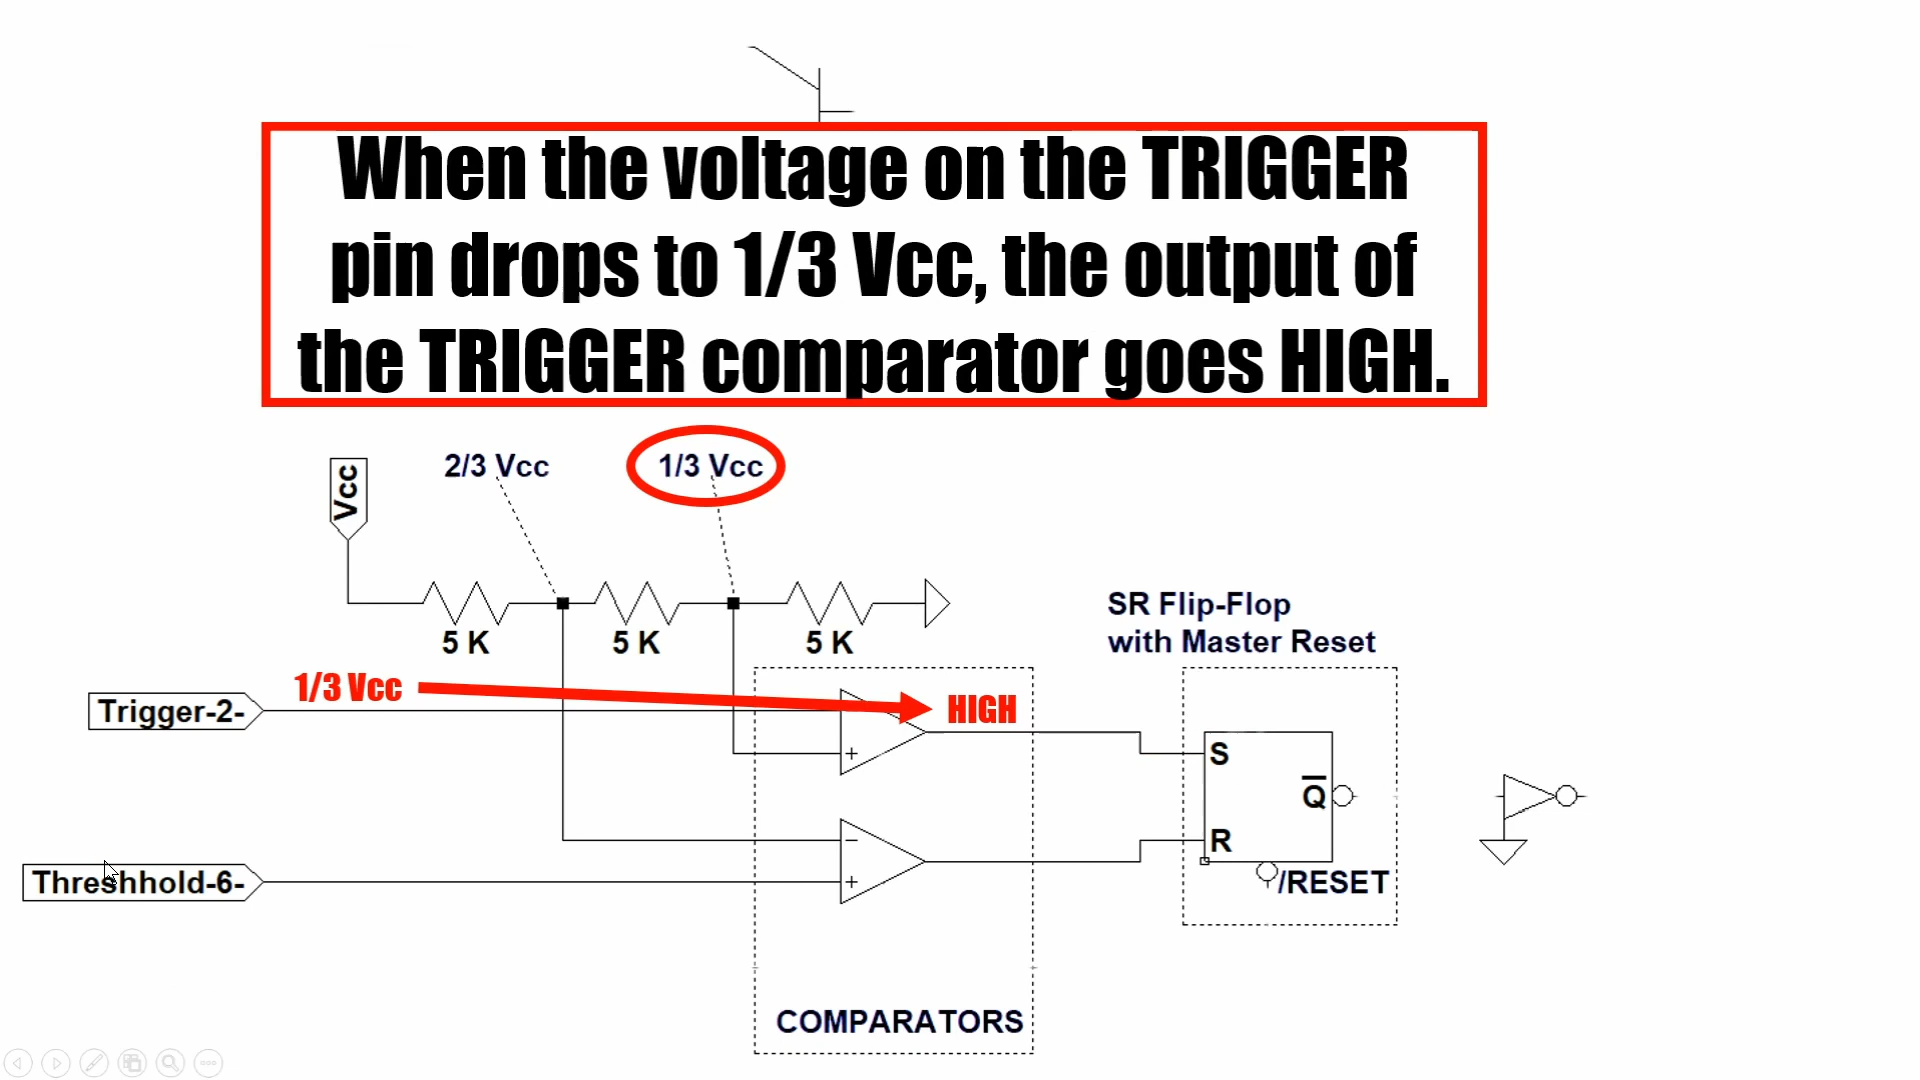 When the voltage on the TRIGGER
pin drops to 1/3 Vcc, the output of
the TRIGGER comparator goes HIGH.
Vcc
2/3 Vcc
1/3 Vcc
5 K
5 K
5 K
SR Flip-Flop
with Master Reset
1/3 Vcc
HIGH
Trigger-2-
+
S
Q
R
−
+
Threshhold-6-
/RESET
COMPARATORS